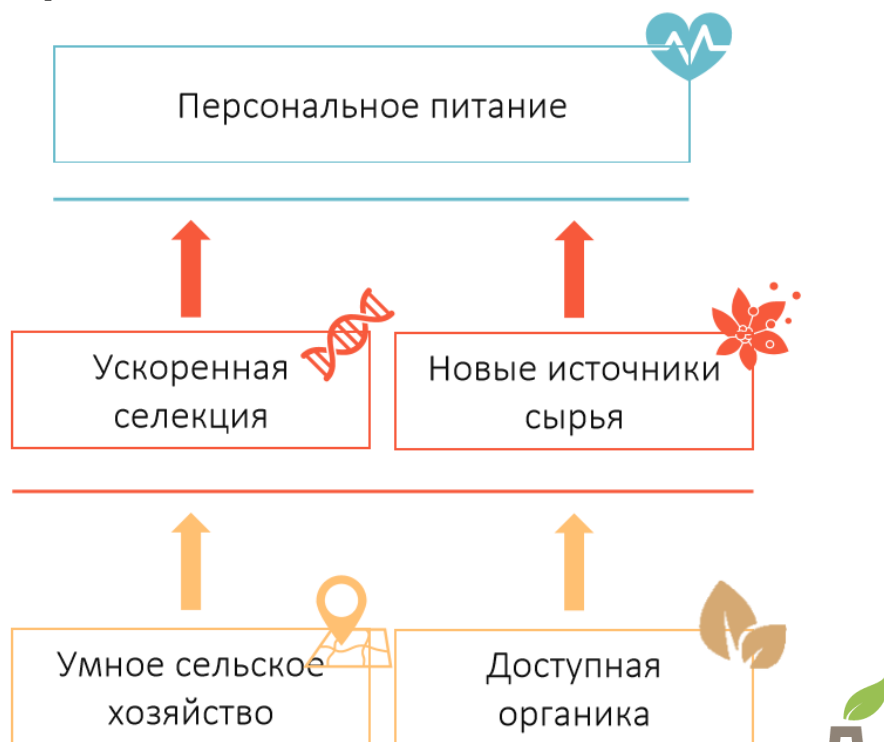 Персональное питание
Ускоренная
селекция
Новые источники
сырья
Умное сельское
хозяйство
Доступная
органика